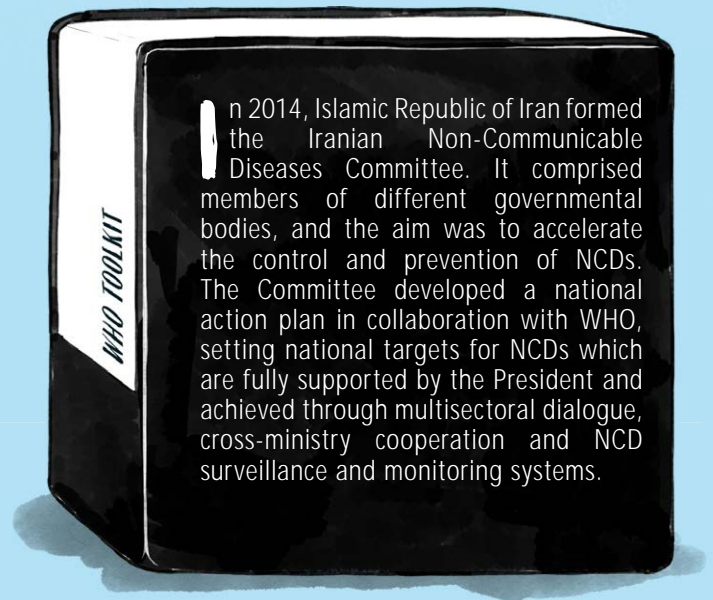 WHO TOOLKIT
In 2014, Islamic Republic of Iran formed
the Iranian Non-Communicable
Diseases Committee. It comprised
members of different governmental
bodies, and the aim was to accelerate
the control and prevention of NCDs.
The Committee developed a national
action plan in collaboration with WHO,
setting national targets for NCDs which
are fully supported by the President and
achieved through multisectoral dialogue,
cross-ministry cooperation and NCD
surveillance and monitoring systems.